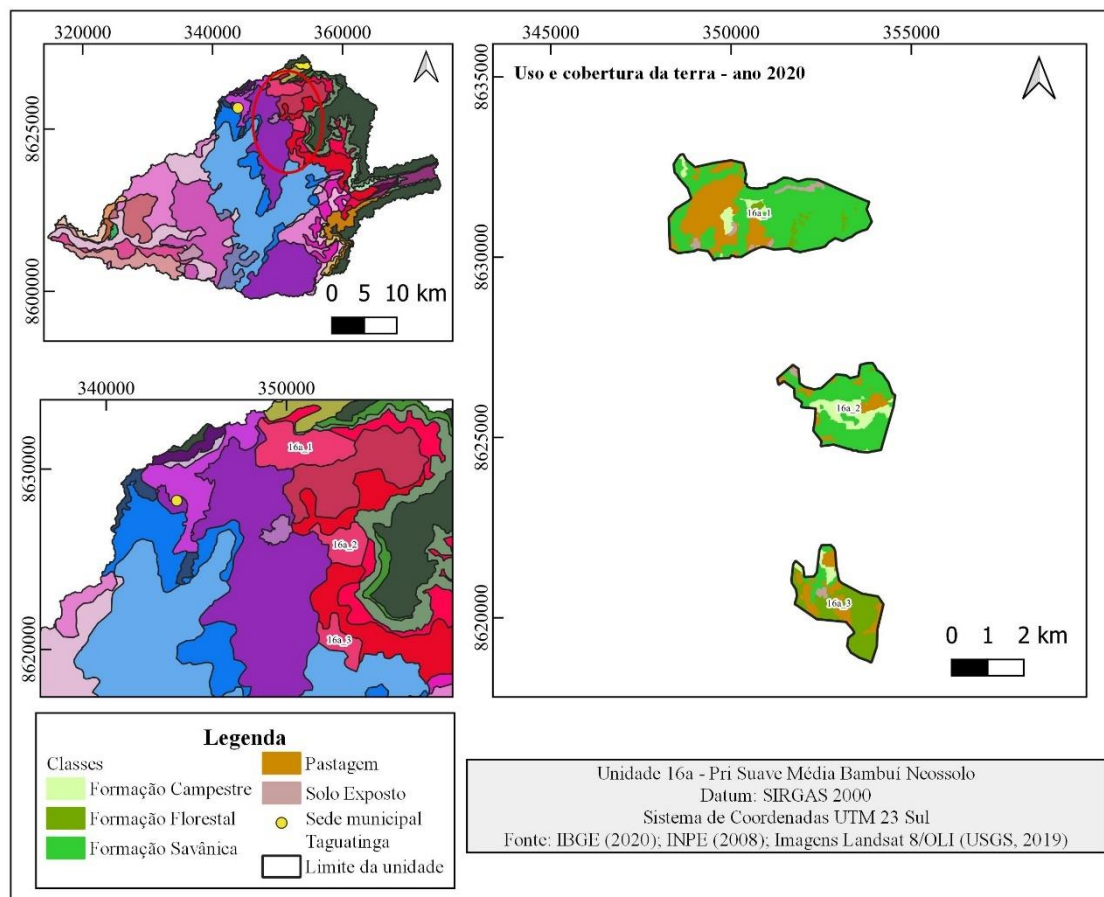 320000
340000
360000
8625000
8600000
0 5 10 km
345000
350000
355000
Uso e cobertura da terra - ano 2020
8635000
8630000
8625000
8620000
16a_1
16a_2
16a_3
0 1 2 km
340000
350000
8630000
8620000
16a_1
16a_2
16a_3
Legenda
Classes
Formação Campestre
Formação Florestal
Formação Savânica
Pastagem
Solo Exposto
Sede municipal
Taguatinga
Limite da unidade
Unidade 16a - Pri Suave Média Bambuí Neossolo
Datum: SIRGAS 2000
Sistema de Coordenadas UTM 23 Sul
Fonte: IBGE (2020); INPE (2008); Imagens Landsat 8/OLI (USGS, 2019)